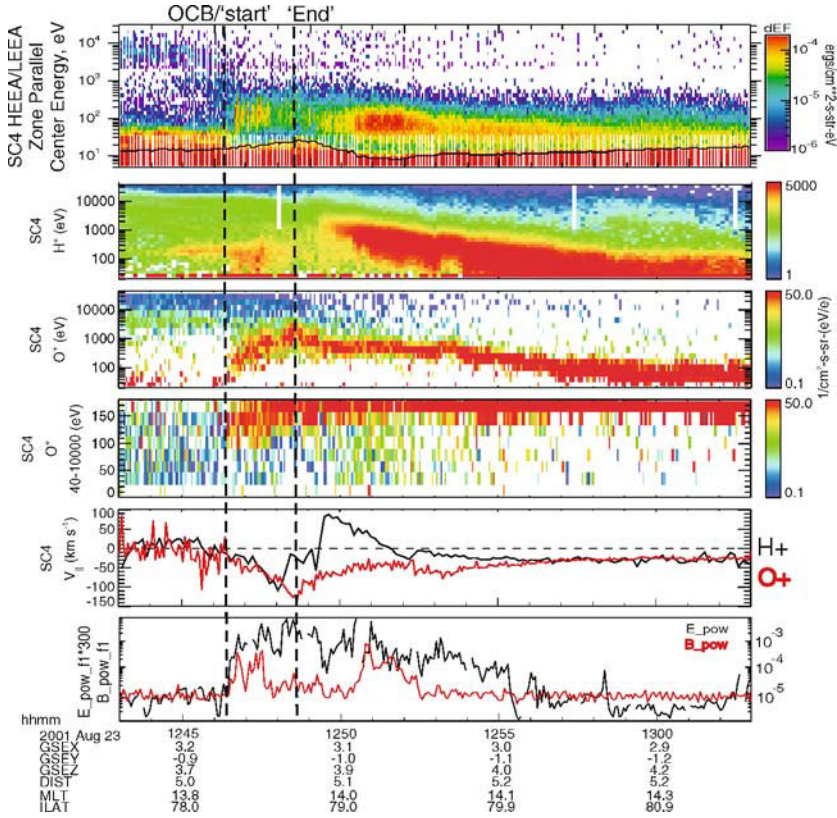 OCB/'start' 'End'
SC4 HEEA/LEEA
Zone Parallel
Center Energy, eV
10⁴
10³
10²
10¹
dEF
10⁻⁴
10⁻⁵
10⁻⁶
ergs/cm**2-s-str-eV
SC4
H⁺ (eV)
10000
1000
100
5000
1
SC4
O⁺ (eV)
10000
1000
100
50.0
0.1
1/cm²-s-sr-(eV/e)
SC4
O⁺
40-10000 (eV)
150
100
50
0
50.0
0.1
SC4
V|| (km s⁻¹)
100
50
0
-50
-100
-150
H+
O+
E_pow_f1*300
B_pow_f1
E_pow
B_pow
10⁻³
10⁻⁴
10⁻⁵
hhmm
2001 Aug 23 1245 1250 1255 1300
GSEX 3.2 3.1 3.0 2.9
GSEY -0.9 -1.0 -1.1 -1.2
GSEZ 3.7 3.9 4.0 4.2
DIST 5.0 5.1 5.2 5.2
MLT 13.8 14.0 14.1 14.3
ILAT 78.0 79.0 79.9 80.9